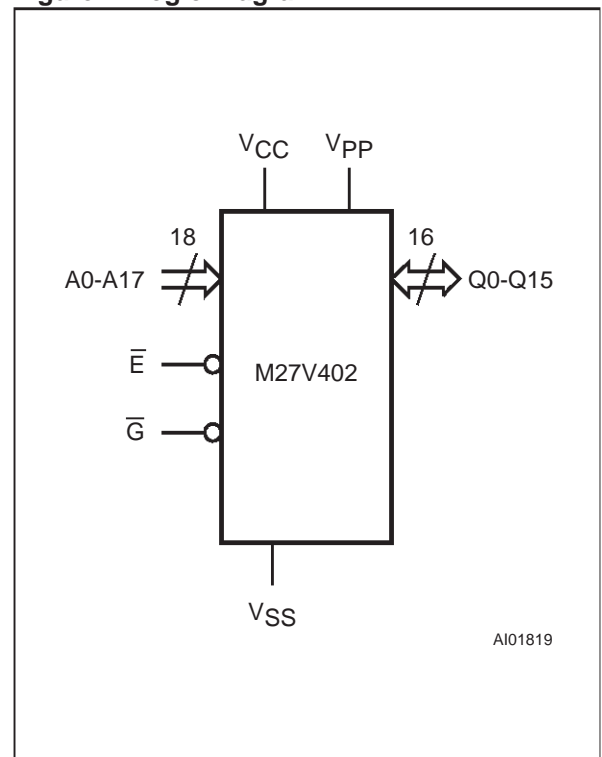 VCC VPP
18 16
A0-A17 Q0-Q15
E̅ M27V402
G̅
VSS
AI01819